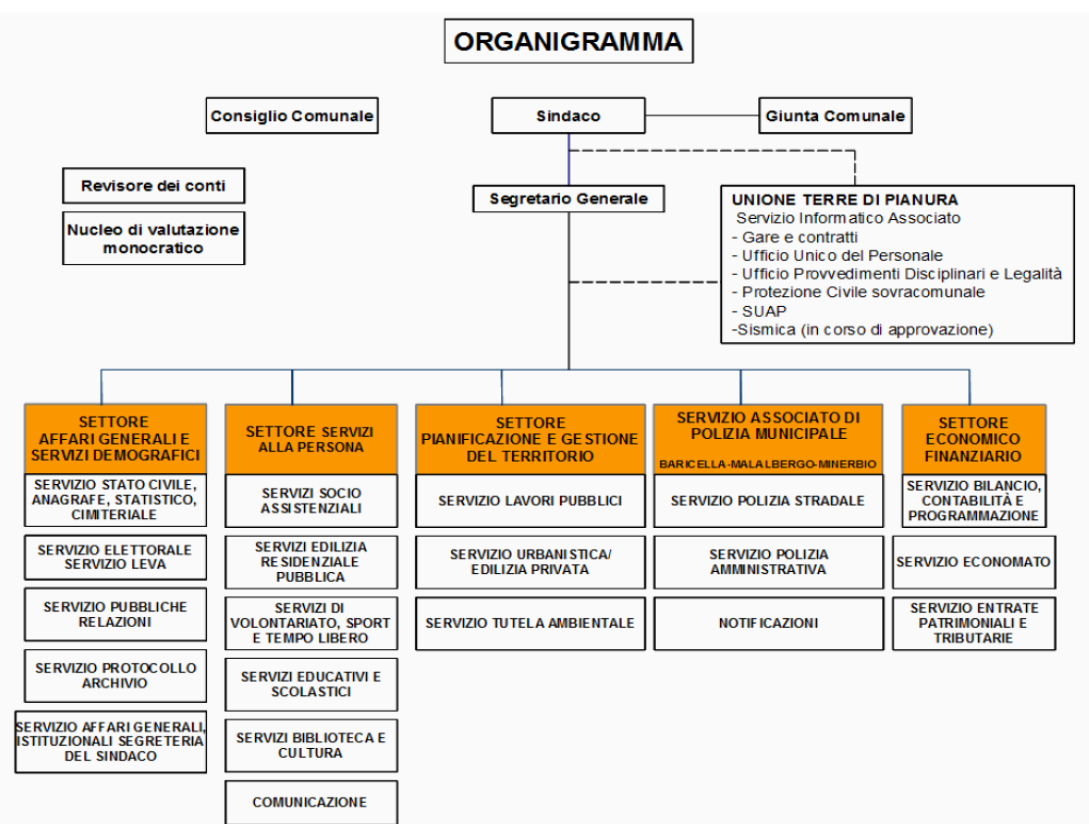 ORGANIGRAMMA
Consiglio Comunale
Sindaco
Giunta Comunale
Revisore dei conti
Nucleo di valutazione
monocratico
Segretario Generale
UNIONE TERRE DI PIANURA
Servizio Informatico Associato
- Gare e contratti
- Ufficio Unico del Personale
- Ufficio Provvedimenti Disciplinari e Legalità
- Protezione Civile sovracomunale
- SUAP
-Sismica (in corso di approvazione)
SETTORE
AFFARI GENERALI E
SERVIZI DEMOGRAFICI
SERVIZIO STATO CIVILE,
ANAGRAFE, STATISTICO,
CIMITERIALE
SERVIZIO ELETTORALE
SERVIZIO LEVA
SERVIZIO PUBBLICHE
RELAZIONI
SERVIZIO PROTOCOLLO
ARCHIVIO
SERVIZIO AFFARI GENERALI,
ISTITUZIONALI SEGRETERIA
DEL SINDACO
SETTORE SERVIZI
ALLA PERSONA
SERVIZI SOCIO
ASSISTENZIALI
SERVIZI EDILIZIA
RESIDENZIALE
PUBBLICA
SERVIZI DI
VOLONTARIATO, SPORT
E TEMPO LIBERO
SERVIZI EDUCATIVI E
SCOLASTICI
SERVIZI BIBLIOTECA E
CULTURA
COMUNICAZIONE
SETTORE
PIANIFICAZIONE E GESTIONE
DEL TERRITORIO
SERVIZIO LAVORI PUBBLICI
SERVIZIO URBANISTICA/
EDILIZIA PRIVATA
SERVIZIO TUTELA AMBIENTALE
SERVIZIO ASSOCIATO DI
POLIZIA MUNICIPALE
BARICELLA-MALALBERGO-MINERBIO
SERVIZIO POLIZIA STRADALE
SERVIZIO POLIZIA
AMMINISTRATIVA
NOTIFICAZIONI
SETTORE
ECONOMICO
FINANZIARIO
SERVIZIO BILANCIO,
CONTABILITÀ E
PROGRAMMAZIONE
SERVIZIO ECONOMATO
SERVIZIO ENTRATE
PATRIMONIALI E
TRIBUTARIE